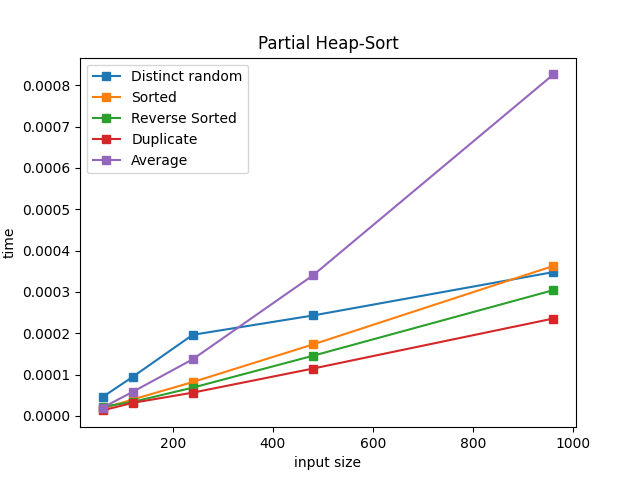 Partial Heap-Sort
Distinct random
Sorted
Reverse Sorted
Duplicate
Average
0.0008
0.0007
0.0006
0.0005
0.0004
0.0003
0.0002
0.0001
0.0000
time
200
400
600
800
1000
input size